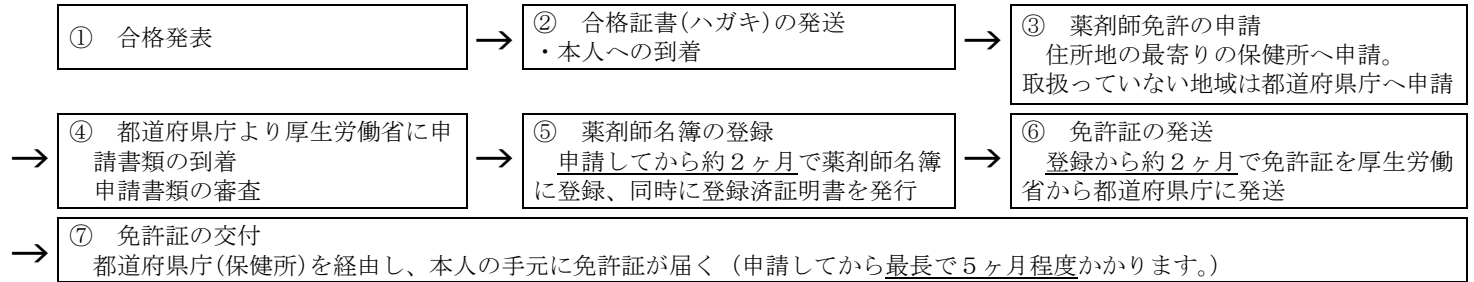 ① 合格発表
→
② 合格証書(ハガキ)の発送
・本人への到着
→
③ 薬剤師免許の申請
住所地の最寄りの保健所へ申請。
取扱っていない地域は都道府県庁へ申請
→
④ 都道府県庁より厚生労働省に申
請書類の到着
申請書類の審査
→
⑤ 薬剤師名簿の登録
申請してから約2ヶ月で薬剤師名簿
に登録、同時に登録済証明書を発行
→
⑥ 免許証の発送
登録から約2ヶ月で免許証を厚生労働
省から都道府県庁に発送
→
⑦ 免許証の交付
都道府県庁(保健所)を経由し、本人の手元に免許証が届く(申請してから最長で5ヶ月程度かかります。)